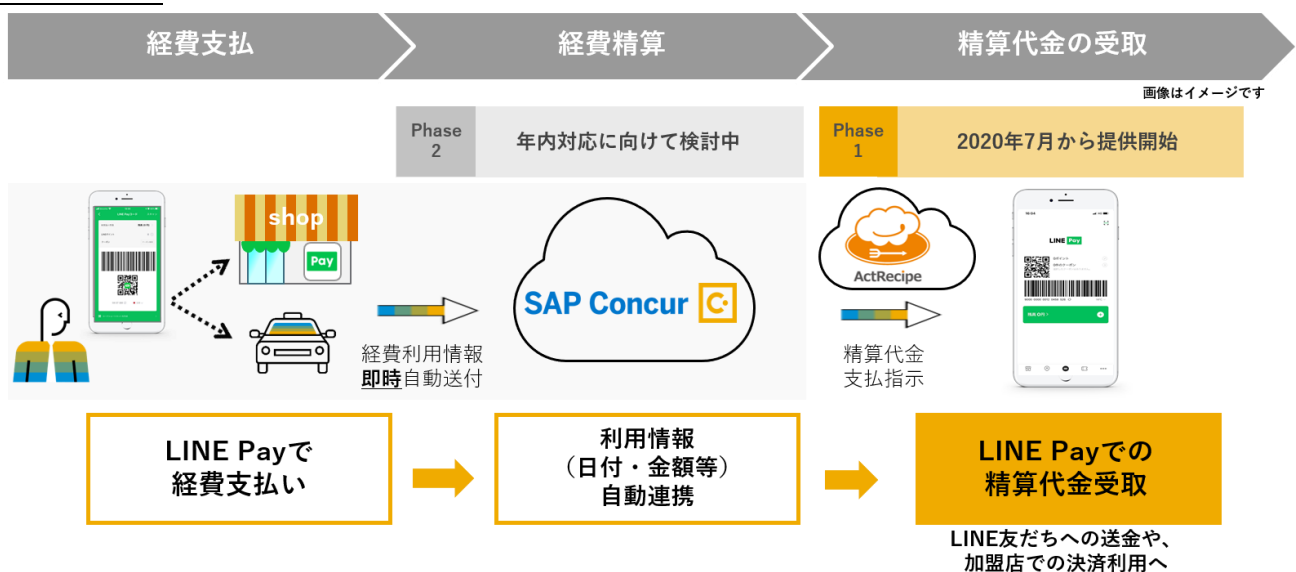 経費支払
経費精算
精算代金の受取
画像はイメージです
Phase
2
年内対応に向けて検討中
Phase
1
2020年7月から提供開始
shop
Pay
経費利用情報
即時自動送付
SAP Concur
ActRecipe
精算代金
支払指示
LINE Pay
LINE Payで
経費支払い
利用情報
（日付・金額等）
自動連携
LINE Payでの
精算代金受取
LINE友だちへの送金や、
加盟店での決済利用へ